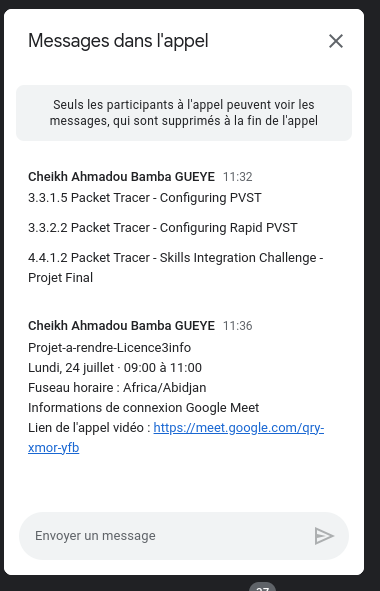 Messages dans l'appel
Seuls les participants à l'appel peuvent voir les
messages, qui sont supprimés à la fin de l'appel
Cheikh Ahmadou Bamba GUEYE 11:32
3.3.1.5 Packet Tracer - Configuring PVST
3.3.2.2 Packet Tracer - Configuring Rapid PVST
4.4.1.2 Packet Tracer - Skills Integration Challenge -
Projet Final
Cheikh Ahmadou Bamba GUEYE 11:36
Projet-a-rendre-Licence3info
Lundi, 24 juillet · 09:00 à 11:00
Fuseau horaire : Africa/Abidjan
Informations de connexion Google Meet
Lien de l'appel vidéo : https://meet.google.com/qry-
xmor-yfb
Envoyer un message